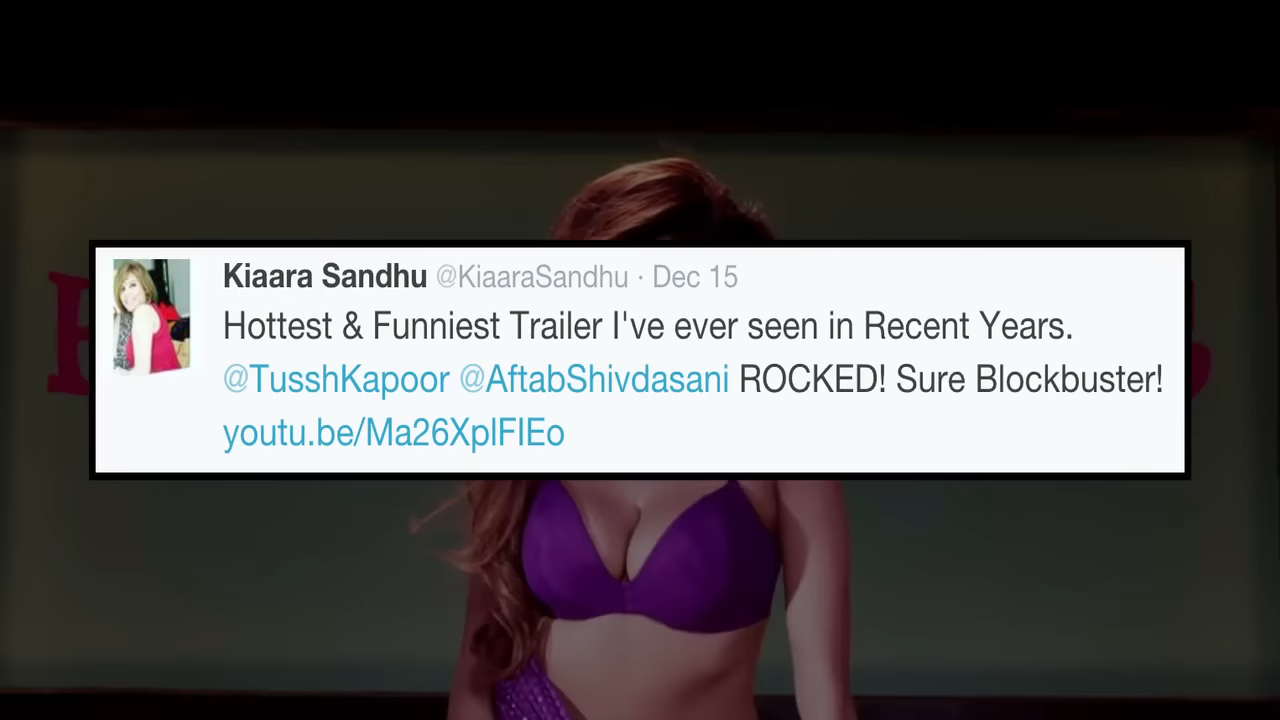 Kiaara Sandhu @KiaaraSandhu · Dec 15
Hottest & Funniest Trailer I've ever seen in Recent Years.
@TusshKapoor @AftabShivdasani ROCKED! Sure Blockbuster!
youtu.be/Ma26XplFIEo